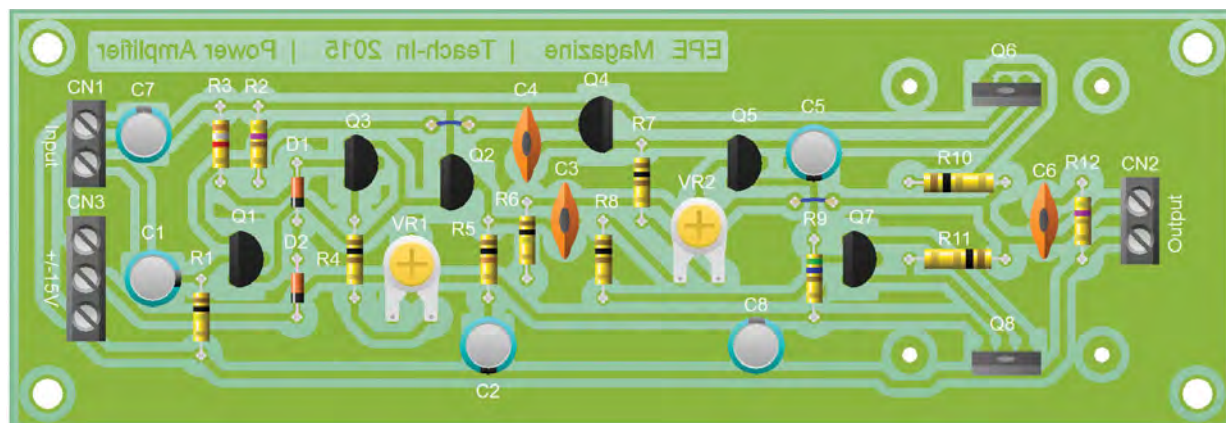 EPE Magazine | Teach-In 2015 | Power Amplifier
Q6
CN1
C7
R3
R2
C4
Q4
Input
Q3
Q5
C5
R7
D1
Q2
C3
R10
C6
R12
CN2
CN3
R6
VR2
C1
Q1
VR1
R5
R8
R9
Q7
Output
+/-15V
R1
D2
R4
R11
C8
Q8
C2